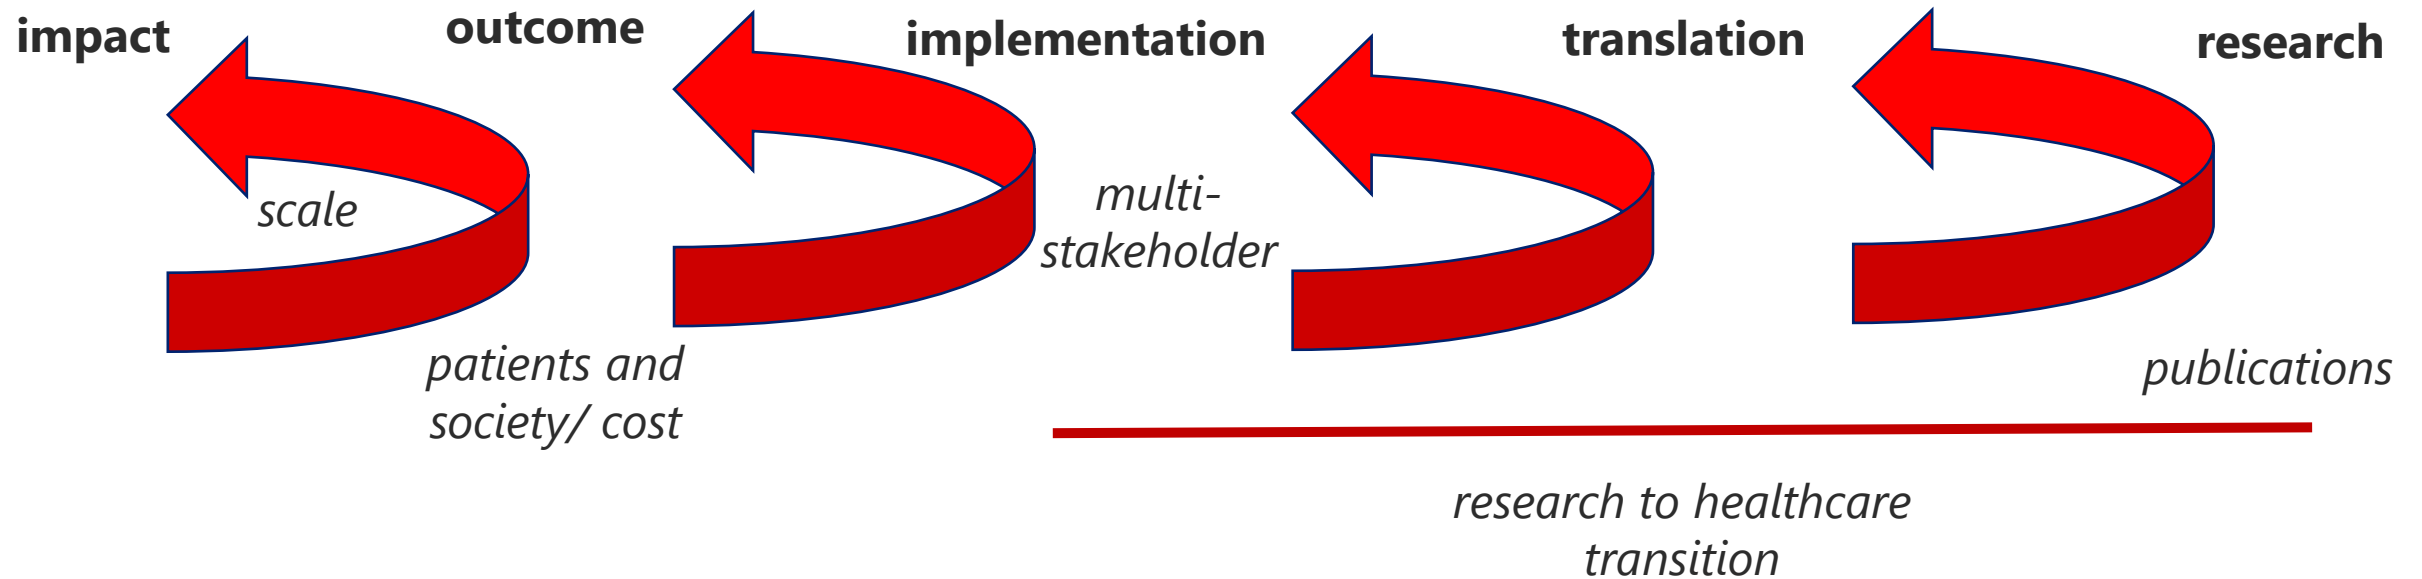 impact
outcome
implementation
translation
research
scale
multi-
stakeholder
patients and
society/ cost
publications
research to healthcare
transition